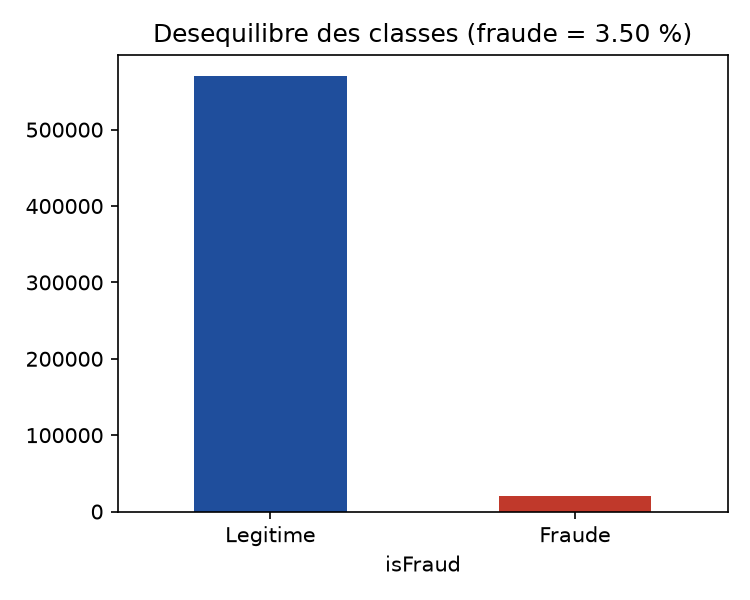 Desequilibre des classes (fraude = 3.50 %)
500000
400000
300000
200000
100000
0
Legitime
Fraude
isFraud